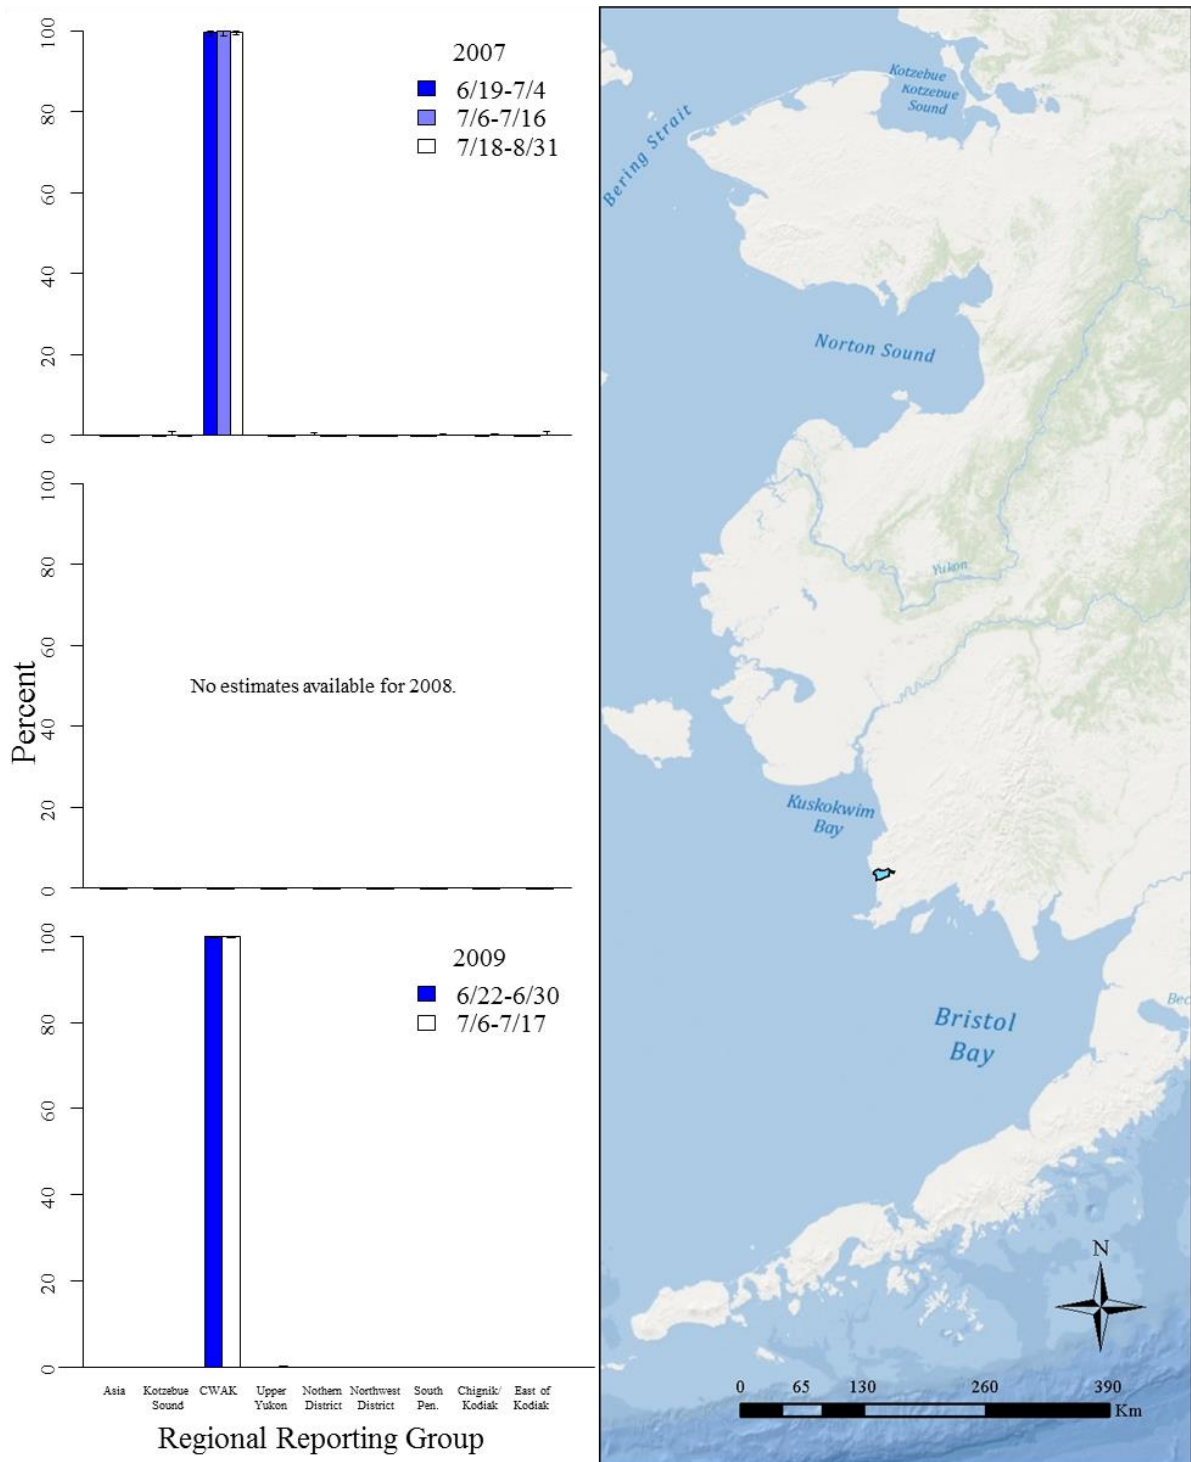 2007
6/19-7/4
7/6-7/16
7/18-8/31
100
80
60
40
20
0
100
80
60
40
20
0
No estimates available for 2008.
Percent
2009
6/22-6/30
7/6-7/17
100
80
60
40
20
0
Asia
Kotzebue
Sound
CWAK
Upper
Yukon
Nothern
District
Northwest
District
South
Pen.
Chignik/
Kodiak
East of
Kodiak
Regional Reporting Group
Kotzebue
Kotzebue
Sound
Bering Strait
Norton Sound
Yukon
Kuskokwim
Bay
Bristol
Bay
Bec
N
0 65 130 260 390
Km